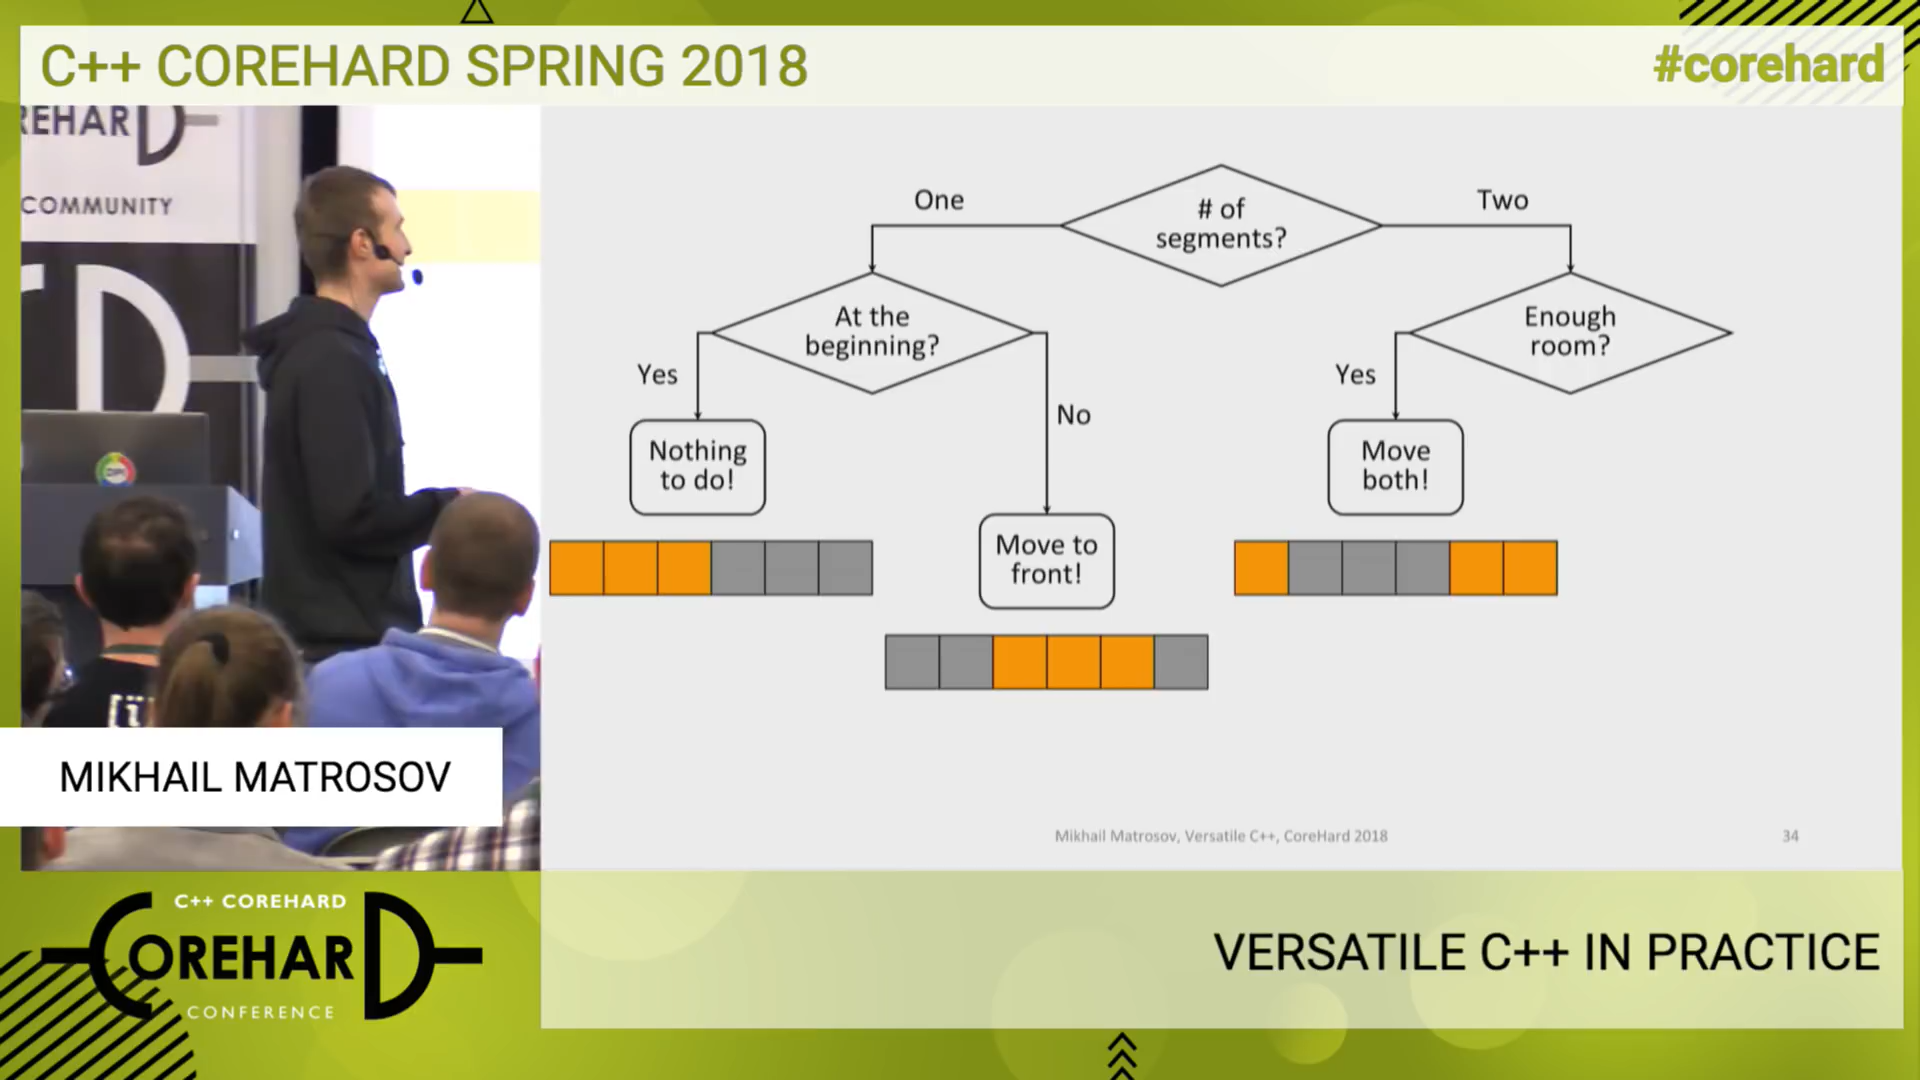 C++ COREHARD SPRING 2018
#corehard
REHARD
COMMUNITY
# of
segments?
One
Two
At the
beginning?
Enough
room?
Yes
No
Yes
Nothing
to do!
Move to
front!
Move
both!
Mikhail Matrosov, Versatile C++, CoreHard 2018
34
MIKHAIL MATROSOV
C++ COREHARD
COREHARD
CONFERENCE
VERSATILE C++ IN PRACTICE